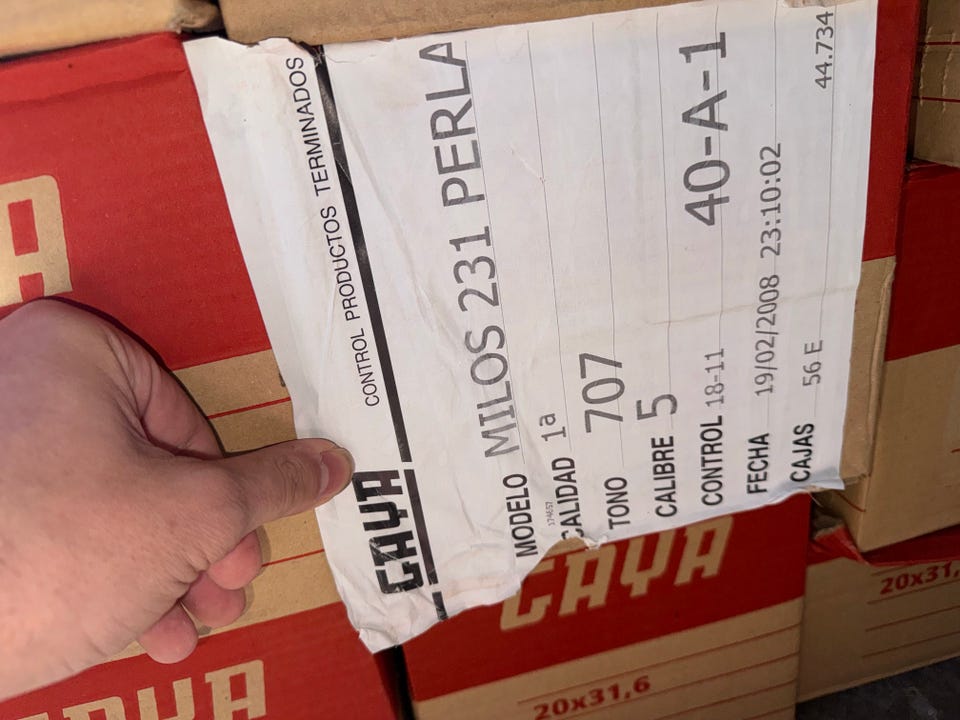 GAYA CONTROL PRODUCTOS TERMINADOS
MODELO MILOS 231 PERLA
174657
CALIDAD 1a
TONO 707
CALIBRE 5
CONTROL 18-11 40-A-1
FECHA 19/02/2008 23:10:02
CAJAS 56 E 44.734
GAYA
20x31,6
20x31,